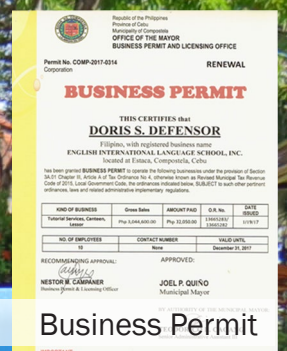 Republic of the Philippines
Province of Cebu
Municipality of Compostela
OFFICE OF THE MAYOR
BUSINESS PERMIT AND LICENSING OFFICE
Permit No. COMP-2017-0314
Corporation
RENEWAL
BUSINESS PERMIT
THIS CERTIFIES that
DORIS S. DEFENSOR
Filipino, with registered business name
ENGLISH INTERNATIONAL LANGUAGE SCHOOL, INC.
located at Estaca, Compostela, Cebu
has been granted BUSINESS PERMIT to operate the following businesses under the provision of Section
3A.01 Chapter III, Article A of Tax Ordinance No. 4, otherwise known as Revised Municipal Tax Revenue
Code of 2015, Local Government Code, the ordinances indicated below, SUBJECT to such other pertinent
ordinances, laws and related administrative implementary regulations.
KIND OF BUSINESS Gross Sales AMOUNT PAID O.R. No. DATE ISSUED
Tutorial Services, Canteen, Lessor Php 3,044,600.00 Php 32,050.00 13665283/ 13665282 1/19/17
NO. OF EMPLOYEES CONTACT NUMBER VALID UNTIL
10 None December 31, 2017
RECOMMENDING APPROVAL: APPROVED:
NESTOR M. CAMPANER JOEL P. QUIÑO
Business Permit & Licensing Officer Municipal Mayor
Business Permit